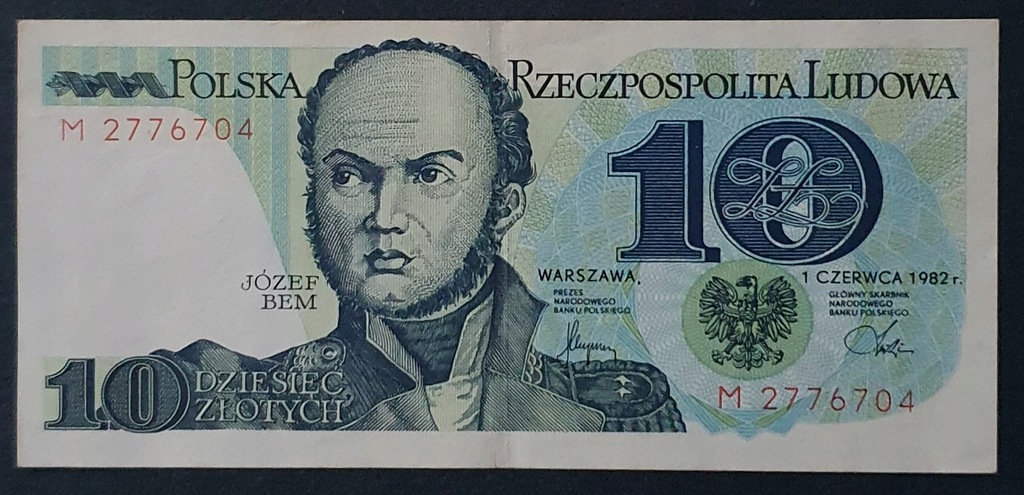 POLSKA RZECZPOSPOLITA LUDOWA
M 2776704
10
JÓZEF
BEM
WARSZAWA, 1 CZERWCA 1982 r.
PREZES
NARODOWEGO
BANKU POLSKIEGO
GŁÓWNY SKARBNIK
NARODOWEGO
BANKU POLSKIEGO
10 DZIESIĘĆ
ZŁOTYCH
M 2776704